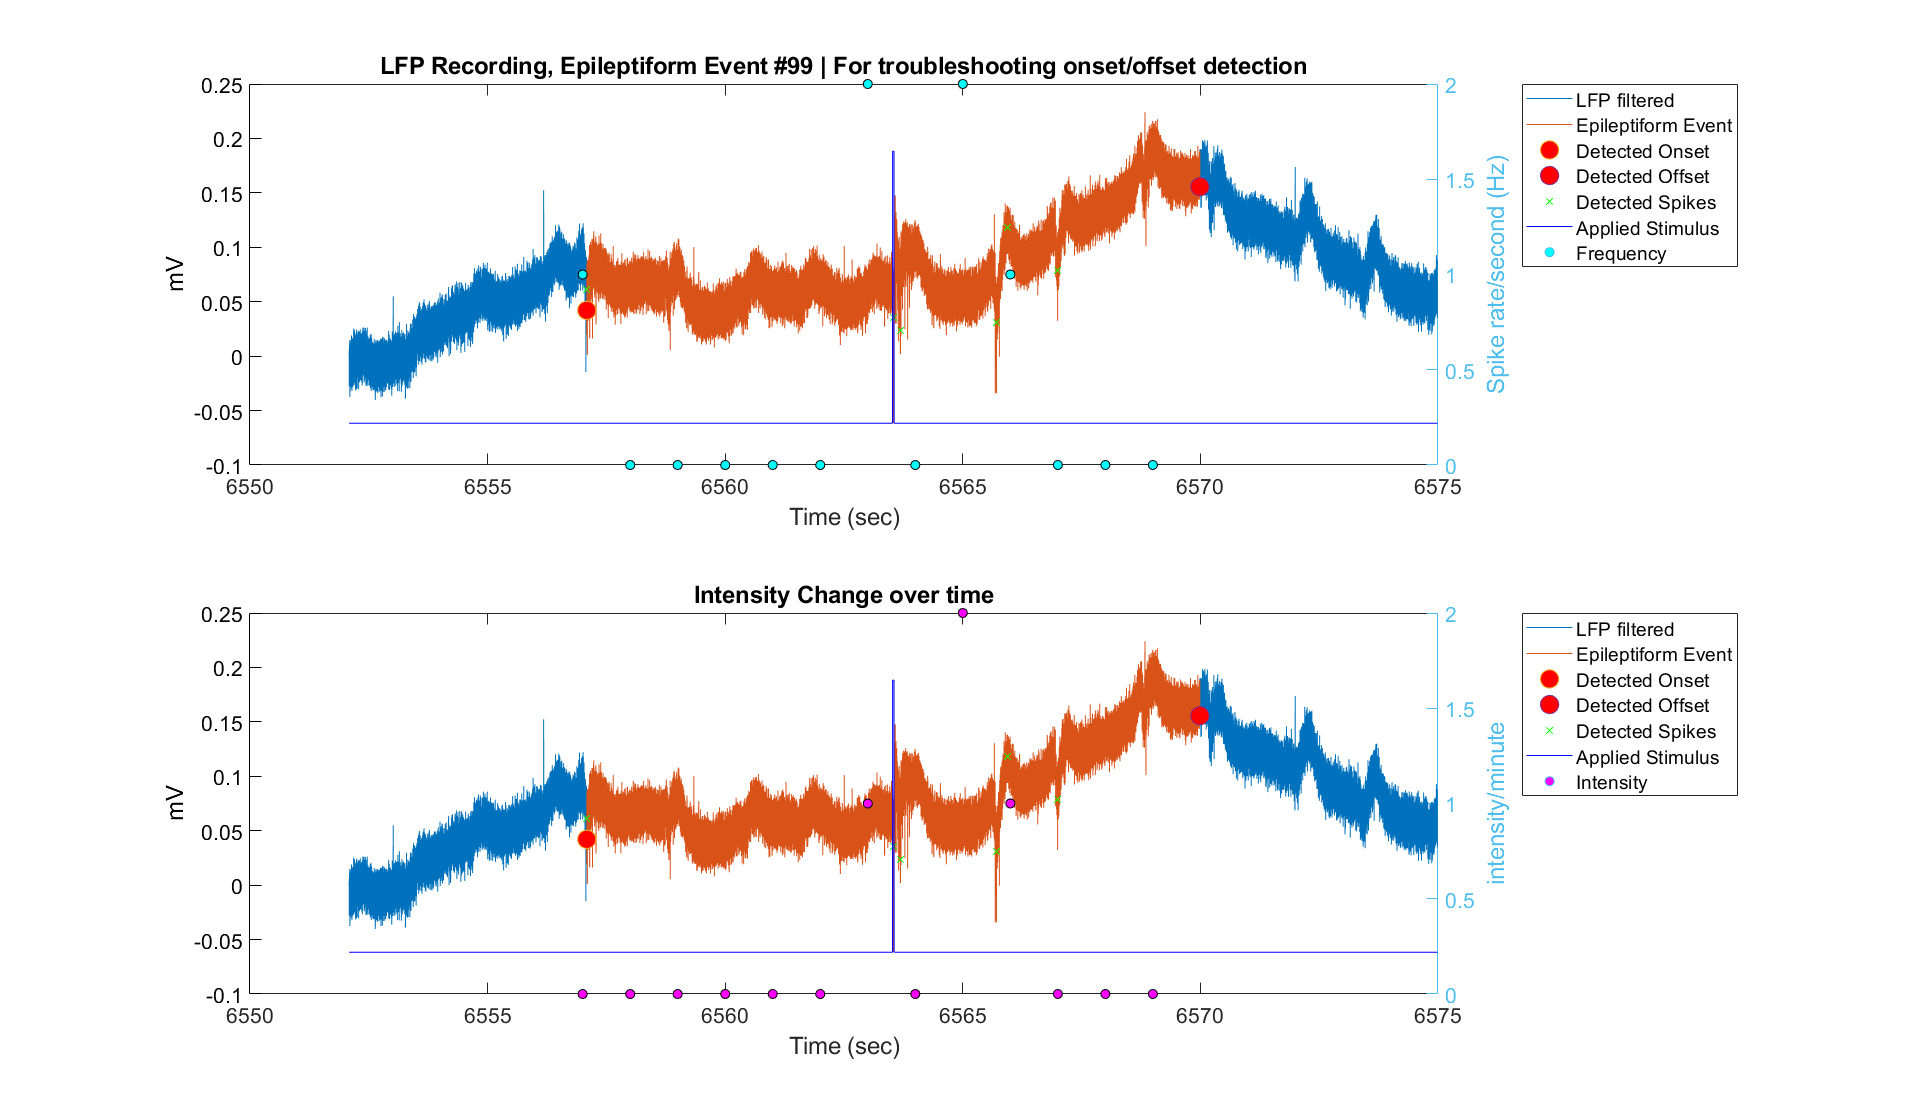 LFP Recording, Epileptiform Event #99 | For troubleshooting onset/offset detection
0.25
0.2
0.15
0.1
0.05
0
-0.05
-0.1
mV
6550
6555
6560
6565
6570
6575
Time (sec)
2
1.5
1
0.5
0
Spike rate/second (Hz)
LFP filtered
Epileptiform Event
Detected Onset
Detected Offset
Detected Spikes
Applied Stimulus
Frequency
Intensity Change over time
0.25
0.2
0.15
0.1
0.05
0
-0.05
-0.1
mV
6550
6555
6560
6565
6570
6575
Time (sec)
2
1.5
1
0.5
0
intensity/minute
LFP filtered
Epileptiform Event
Detected Onset
Detected Offset
Detected Spikes
Applied Stimulus
Intensity